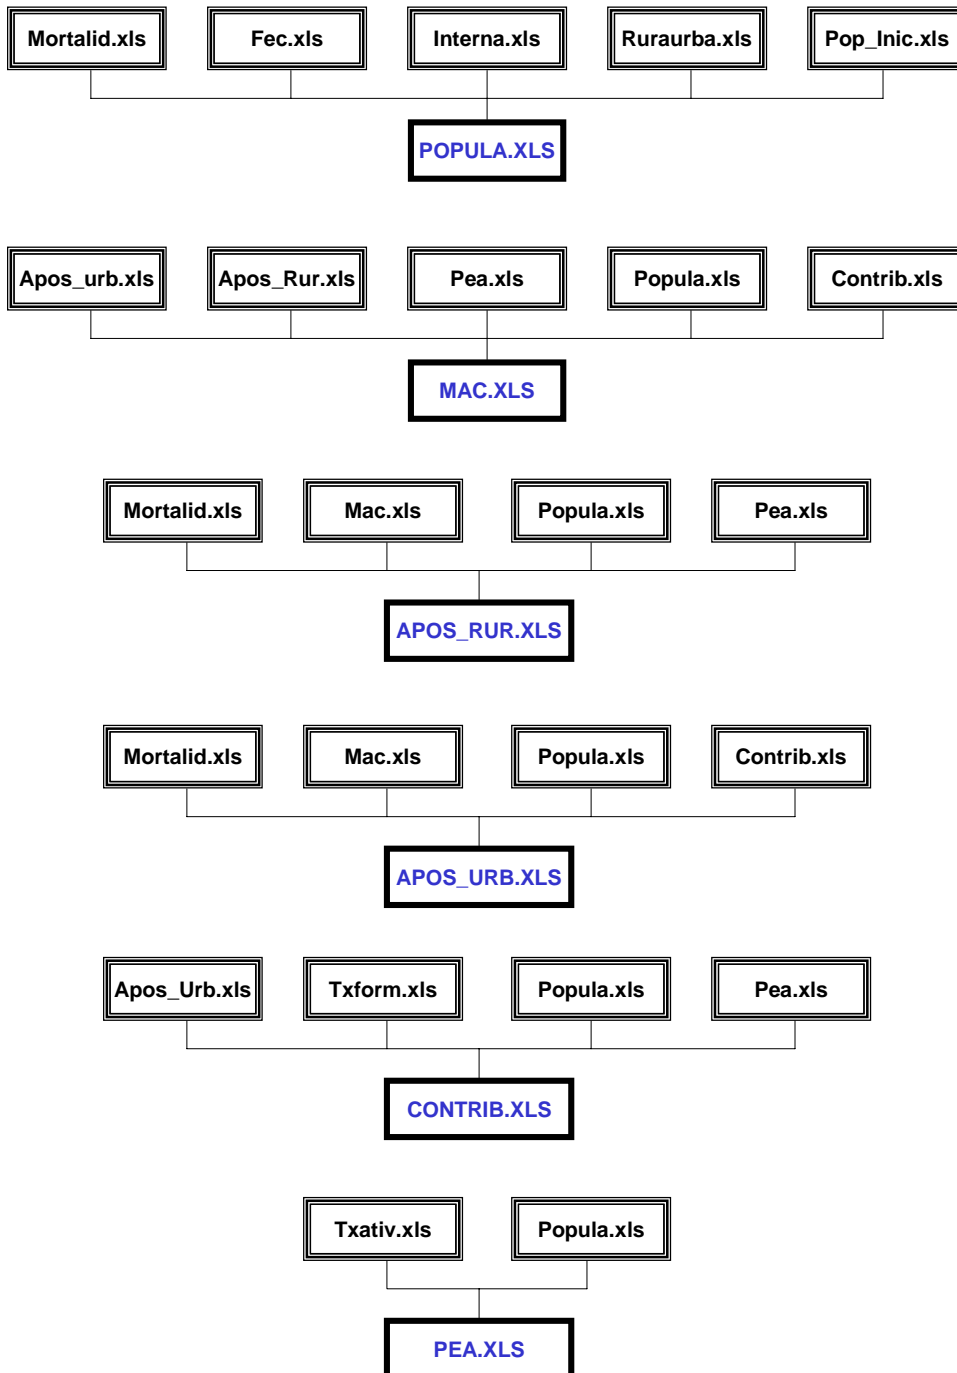 Mortalid.xls
Fec.xls
Interna.xls
Ruraurba.xls
Pop_Inic.xls
POPULA.XLS
Apos_urb.xls
Apos_Rur.xls
Pea.xls
Popula.xls
Contrib.xls
MAC.XLS
Mortalid.xls
Mac.xls
Popula.xls
Pea.xls
APOS_RUR.XLS
Mortalid.xls
Mac.xls
Popula.xls
Contrib.xls
APOS_URB.XLS
Apos_Urb.xls
Txform.xls
Popula.xls
Pea.xls
CONTRIB.XLS
Txativ.xls
Popula.xls
PEA.XLS